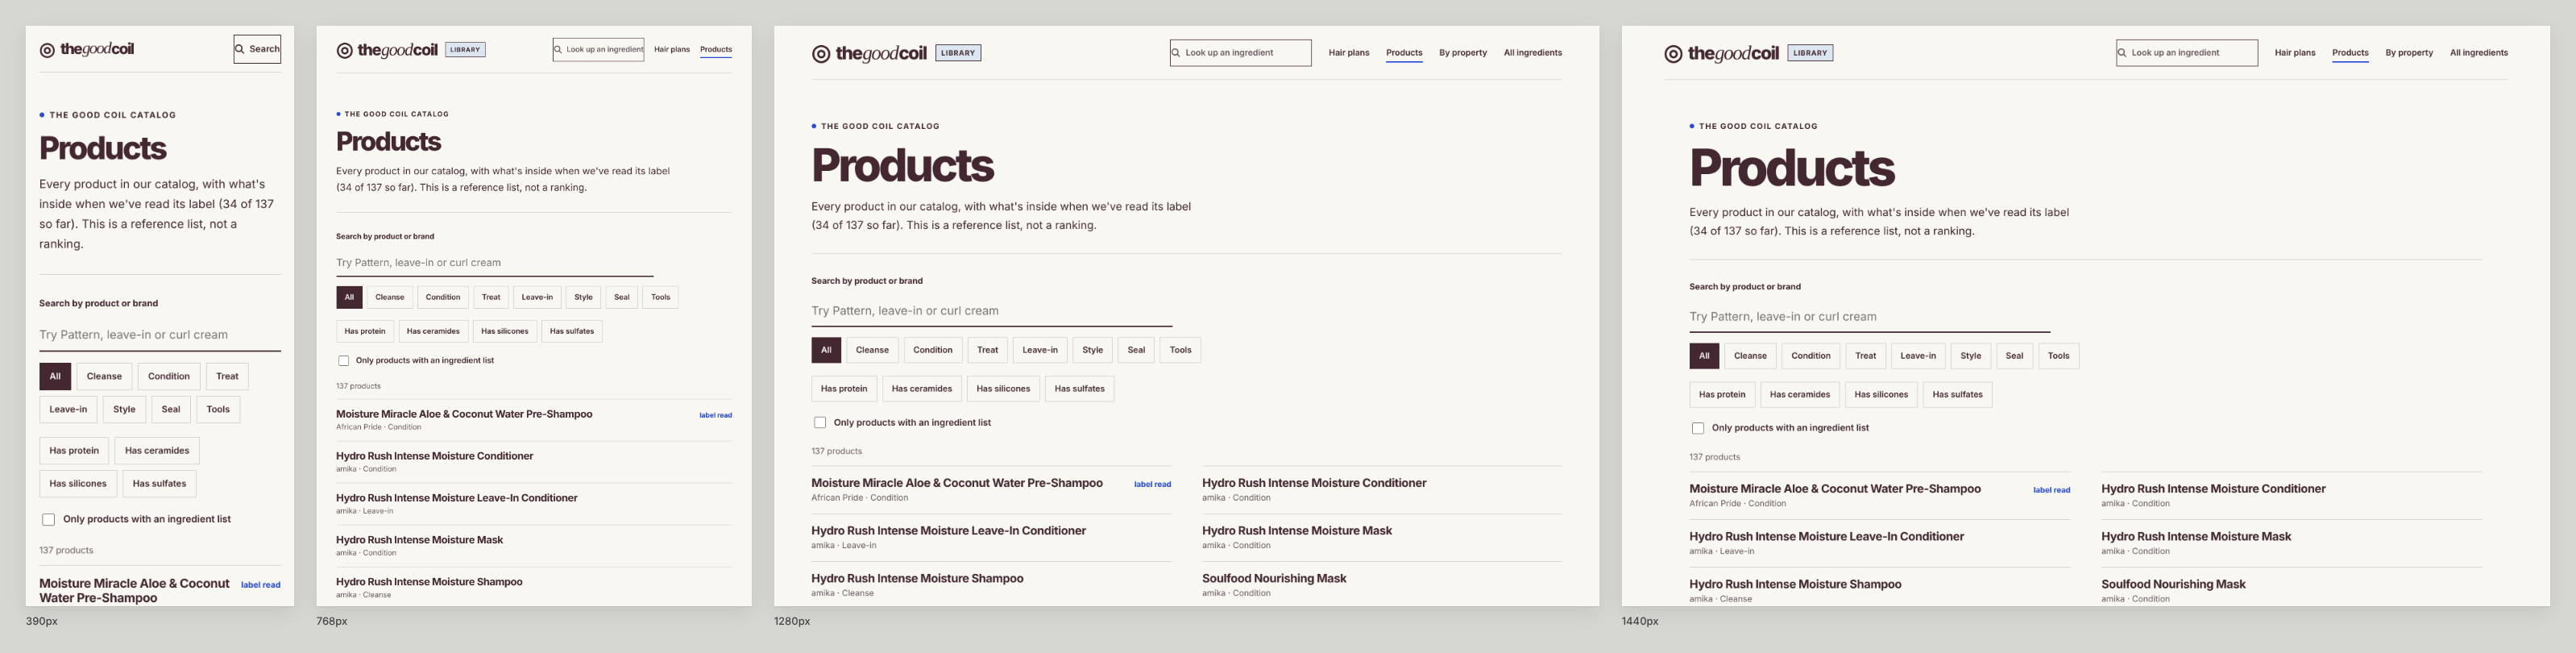 thegoodcoil
Search
THE GOOD COIL CATALOG
Products
Every product in our catalog, with what's
inside when we've read its label (34 of 137
so far). This is a reference list, not a
ranking.
Search by product or brand
Try Pattern, leave-in or curl cream
All Cleanse Condition Treat
Leave-in Style Seal Tools
Has protein Has ceramides
Has silicones Has sulfates
Only products with an ingredient list
137 products
Moisture Miracle Aloe & Coconut label read
Water Pre-Shampoo
390px
thegoodcoil LIBRARY Look up an ingredient Hair plans Products
THE GOOD COIL CATALOG
Products
Every product in our catalog, with what's inside when we've read its label
(34 of 137 so far). This is a reference list, not a ranking.
Search by product or brand
Try Pattern, leave-in or curl cream
All Cleanse Condition Treat Leave-in Style Seal Tools
Has protein Has ceramides Has silicones Has sulfates
Only products with an ingredient list
137 products
Moisture Miracle Aloe & Coconut Water Pre-Shampoo label read
African Pride · Condition
Hydro Rush Intense Moisture Conditioner
amika · Condition
Hydro Rush Intense Moisture Leave-In Conditioner
amika · Leave-in
Hydro Rush Intense Moisture Mask
amika · Condition
Hydro Rush Intense Moisture Shampoo
amika · Cleanse
768px
thegoodcoil LIBRARY Look up an ingredient Hair plans Products By property All ingredients
THE GOOD COIL CATALOG
Products
Every product in our catalog, with what's inside when we've read its label
(34 of 137 so far). This is a reference list, not a ranking.
Search by product or brand
Try Pattern, leave-in or curl cream
All Cleanse Condition Treat Leave-in Style Seal Tools
Has protein Has ceramides Has silicones Has sulfates
Only products with an ingredient list
137 products
Moisture Miracle Aloe & Coconut Water Pre-Shampoo label read Hydro Rush Intense Moisture Conditioner
African Pride · Condition amika · Condition
Hydro Rush Intense Moisture Leave-In Conditioner Hydro Rush Intense Moisture Mask
amika · Leave-in amika · Condition
Hydro Rush Intense Moisture Shampoo Soulfood Nourishing Mask
amika · Cleanse amika · Condition
1280px
thegoodcoil LIBRARY Look up an ingredient Hair plans Products By property All ingredients
THE GOOD COIL CATALOG
Products
Every product in our catalog, with what's inside when we've read its label
(34 of 137 so far). This is a reference list, not a ranking.
Search by product or brand
Try Pattern, leave-in or curl cream
All Cleanse Condition Treat Leave-in Style Seal Tools
Has protein Has ceramides Has silicones Has sulfates
Only products with an ingredient list
137 products
Moisture Miracle Aloe & Coconut Water Pre-Shampoo label read Hydro Rush Intense Moisture Conditioner
African Pride · Condition amika · Condition
Hydro Rush Intense Moisture Leave-In Conditioner Hydro Rush Intense Moisture Mask
amika · Leave-in amika · Condition
Hydro Rush Intense Moisture Shampoo Soulfood Nourishing Mask
amika · Cleanse amika · Condition
1440px